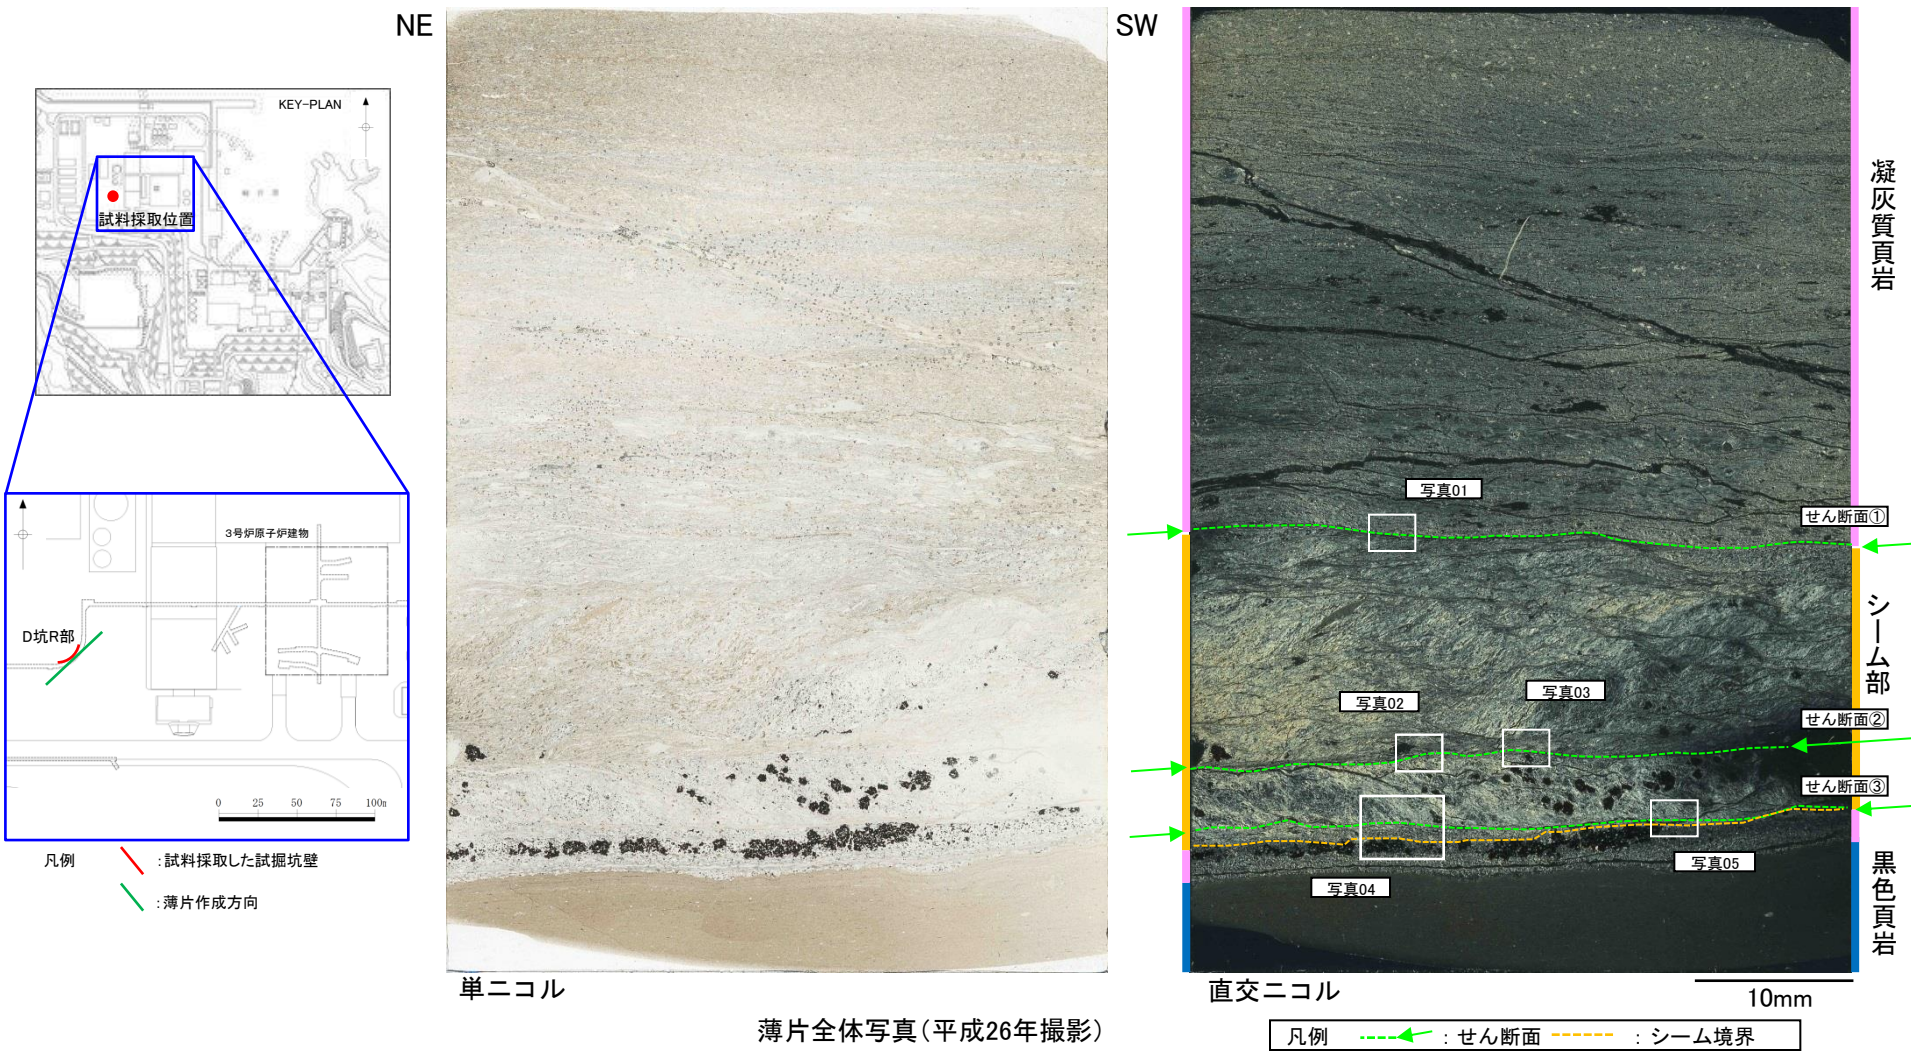 NE
SW
KEY-PLAN
試料採取位置
3号炉原子炉建物
D坑R部
0 25 50 75 100m
凡例
:試料採取した試掘坑壁
:薄片作成方向
単ニコル
写真01
せん断面①
写真02
写真03
せん断面②
せん断面③
写真04
写真05
凝灰質頁岩
シーム部
黒色頁岩
直交ニコル
10mm
薄片全体写真(平成26年撮影)
凡例 :せん断面 :シーム境界